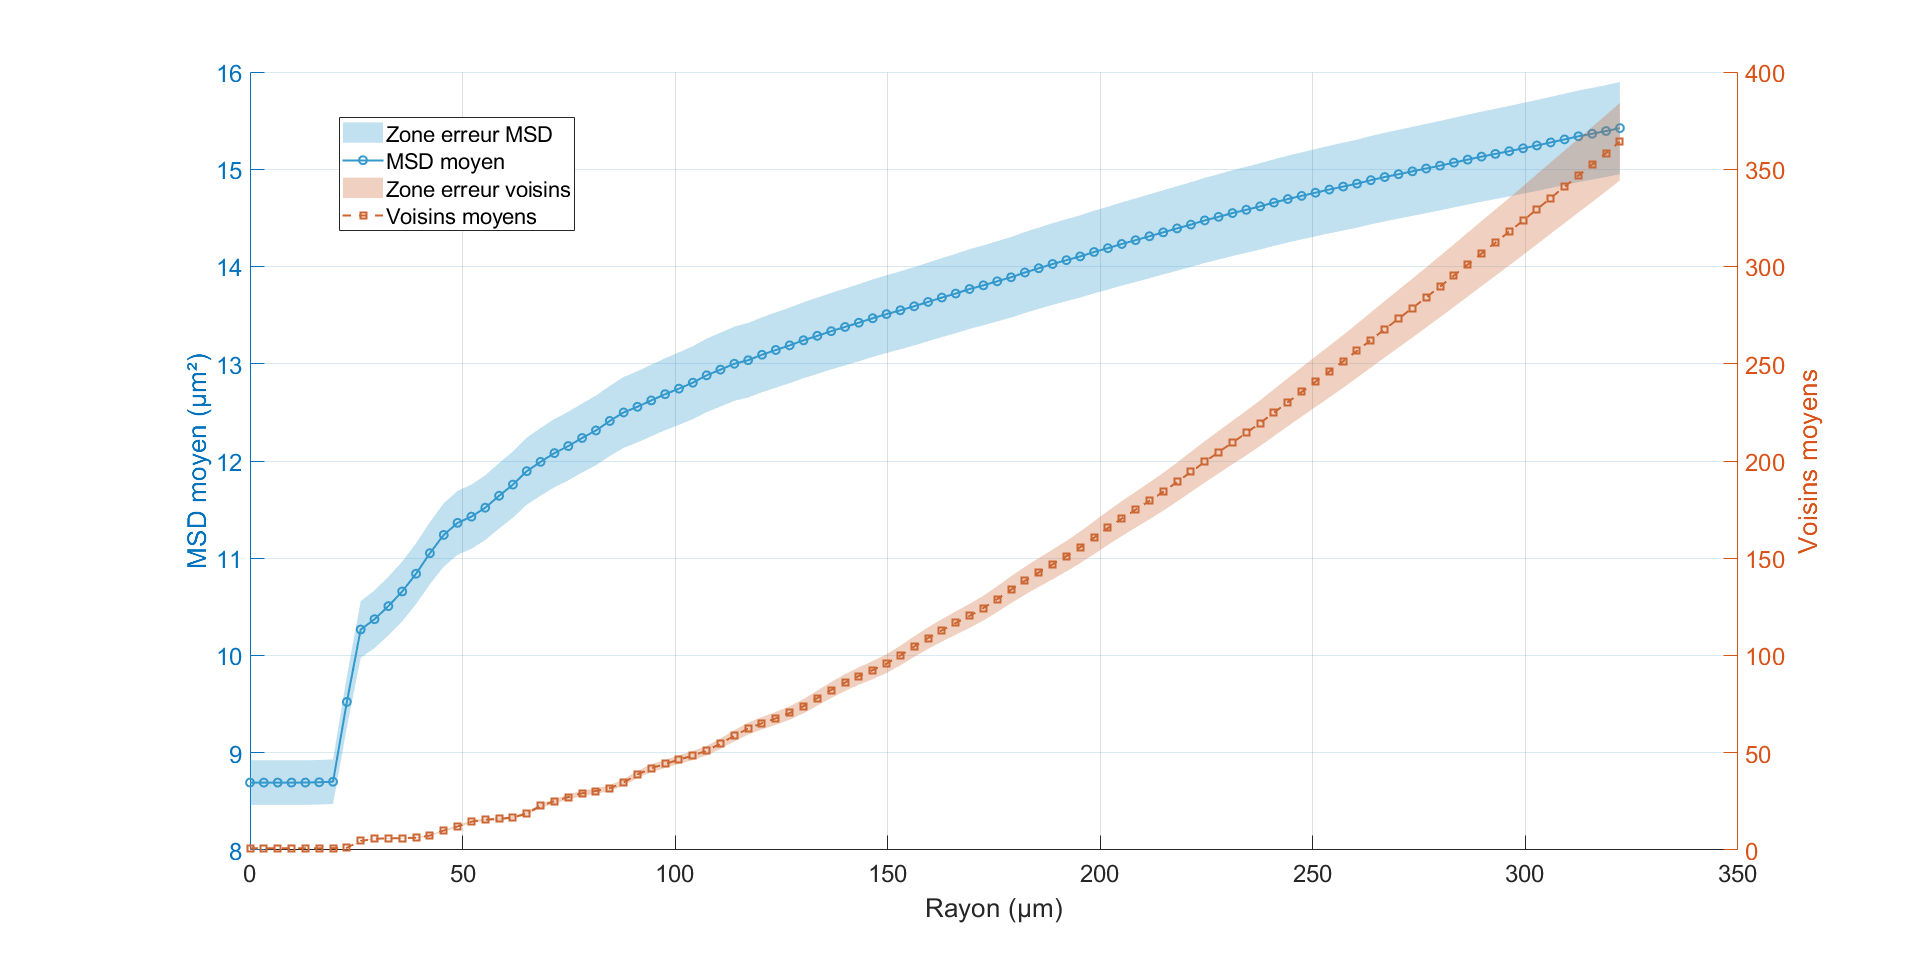 16
15
14
13
12
11
10
9
8
MSD moyen (µm²)
Zone erreur MSD
MSD moyen
Zone erreur voisins
Voisins moyens
400
350
300
250
200
150
100
50
0
Voisins moyens
0 50 100 150 200 250 300 350
Rayon (µm)